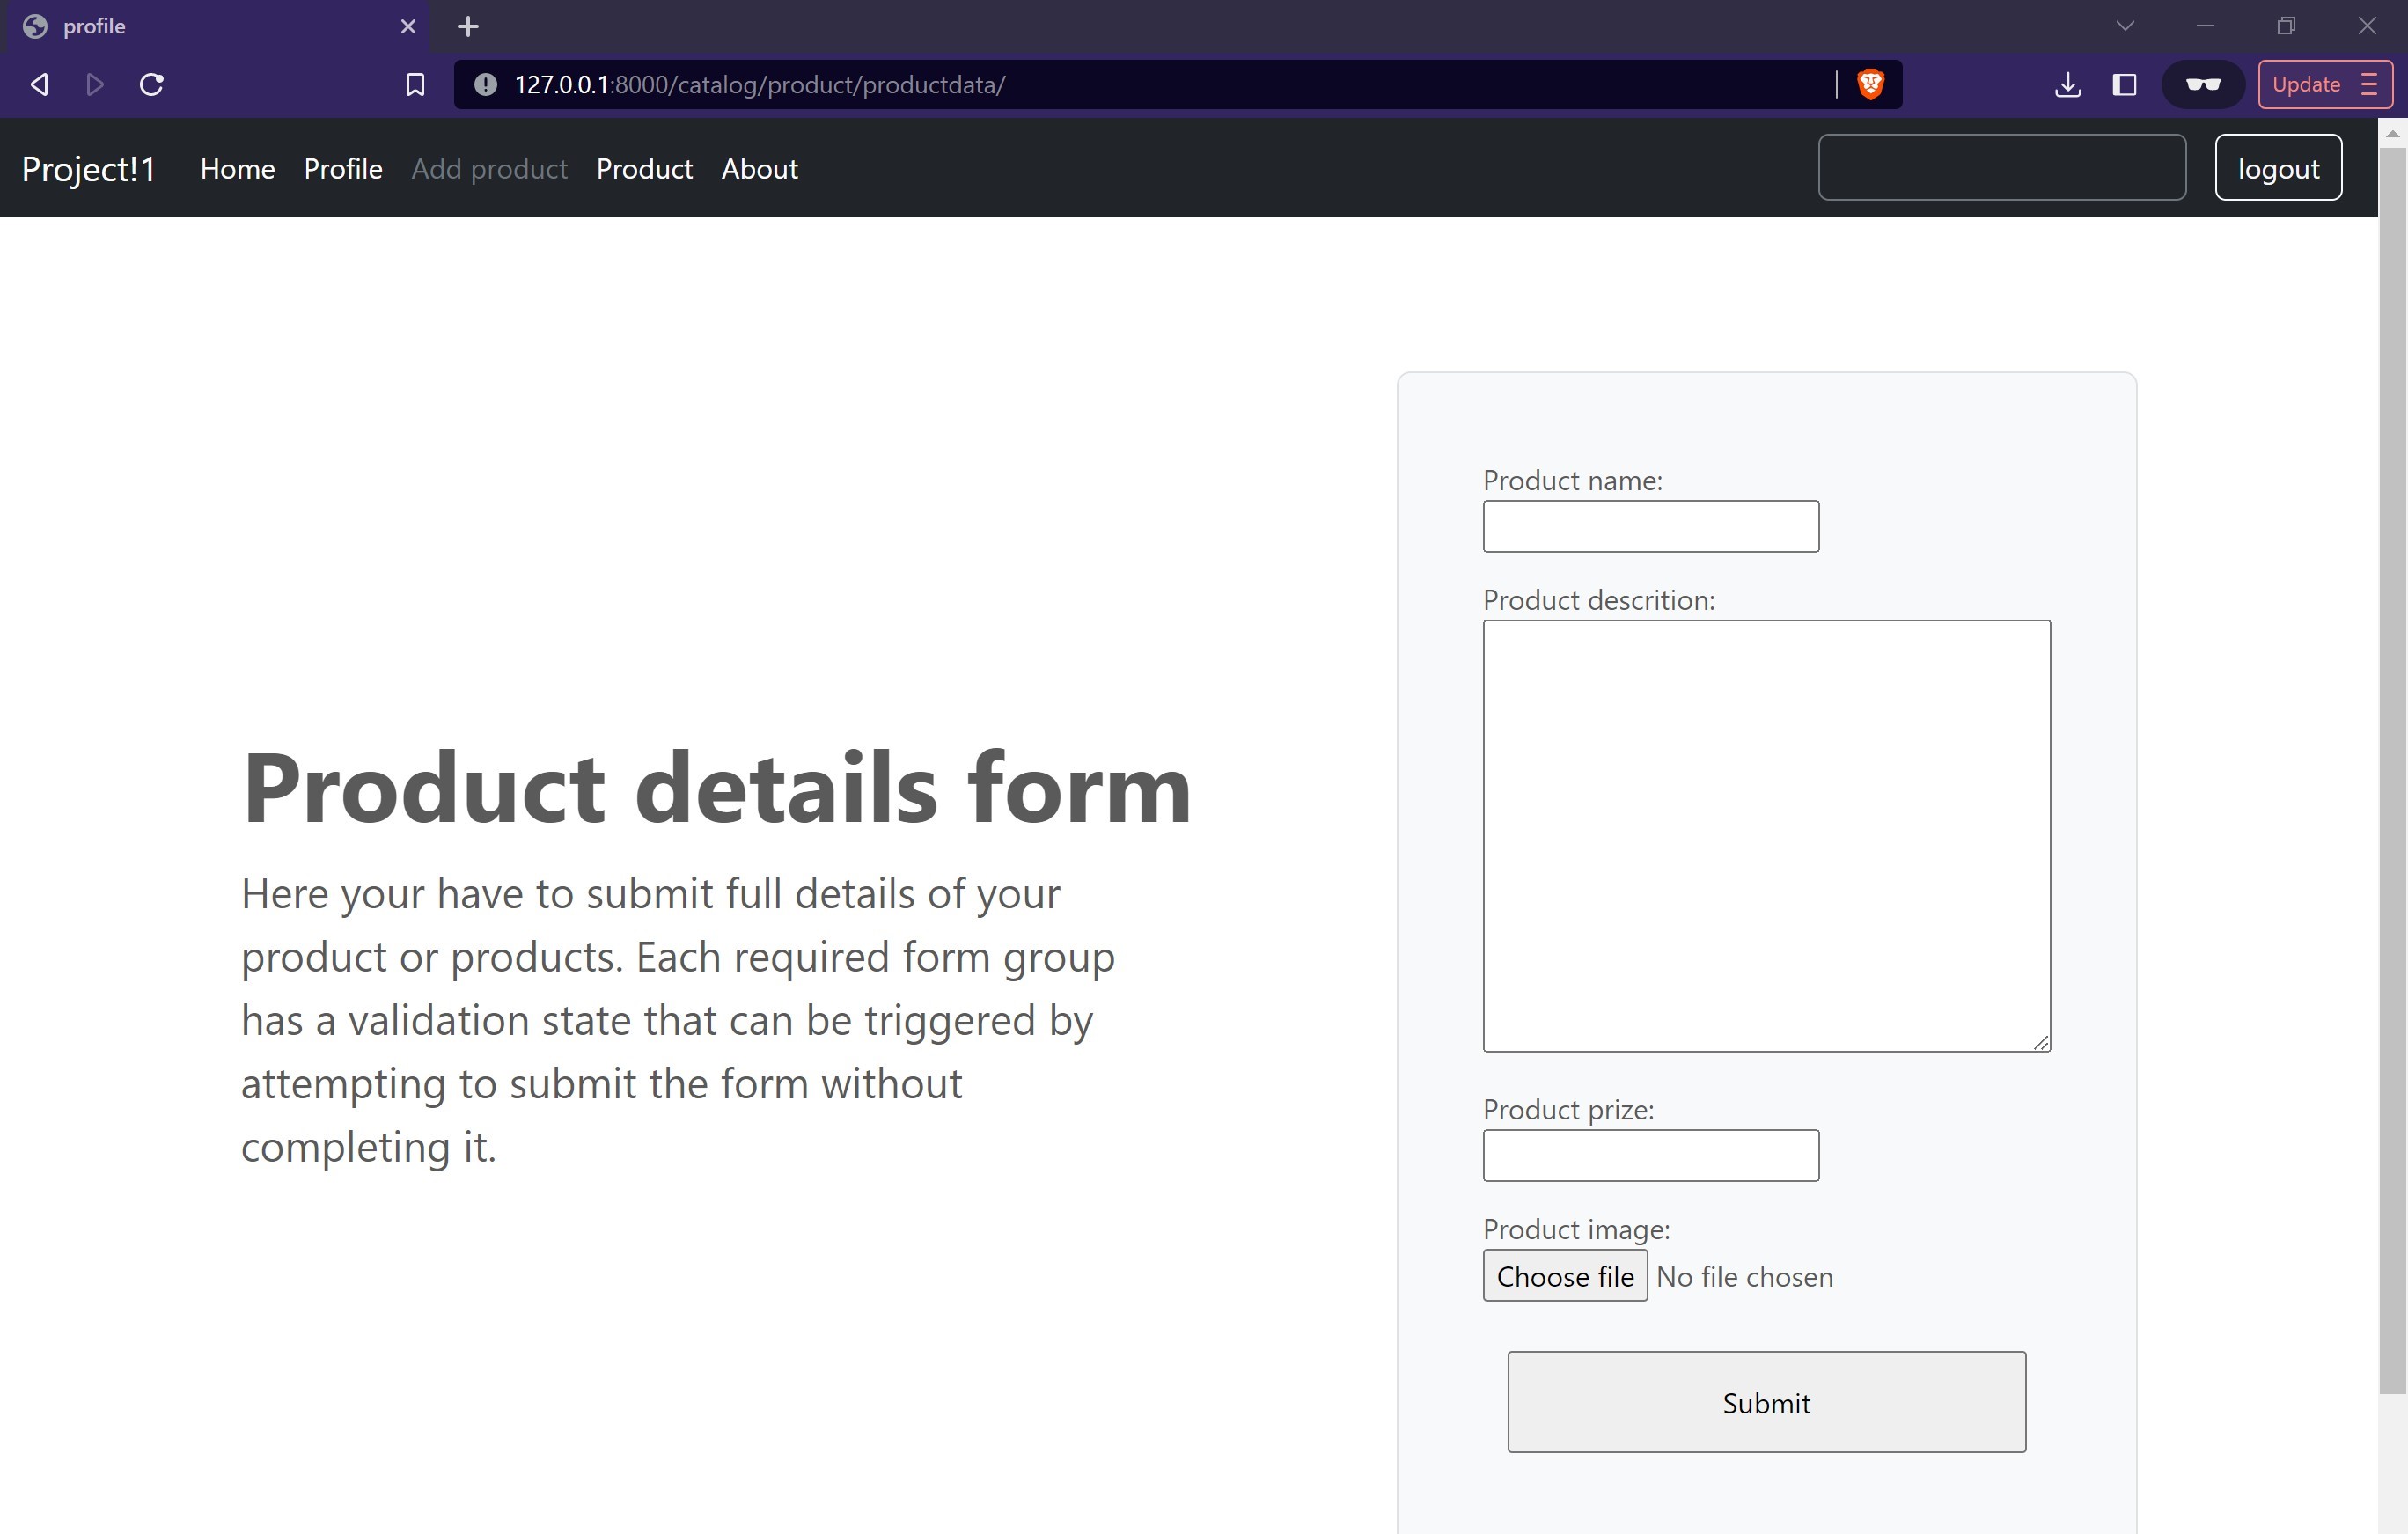 profile
127.0.0.1:8000/catalog/product/productdata/
Update
Project!1 Home Profile Add product Product About logout
Product name:
Product descrition:
Product details form
Here your have to submit full details of your
product or products. Each required form group
has a validation state that can be triggered by
attempting to submit the form without
completing it.
Product prize:
Product image:
Choose file No file chosen
Submit